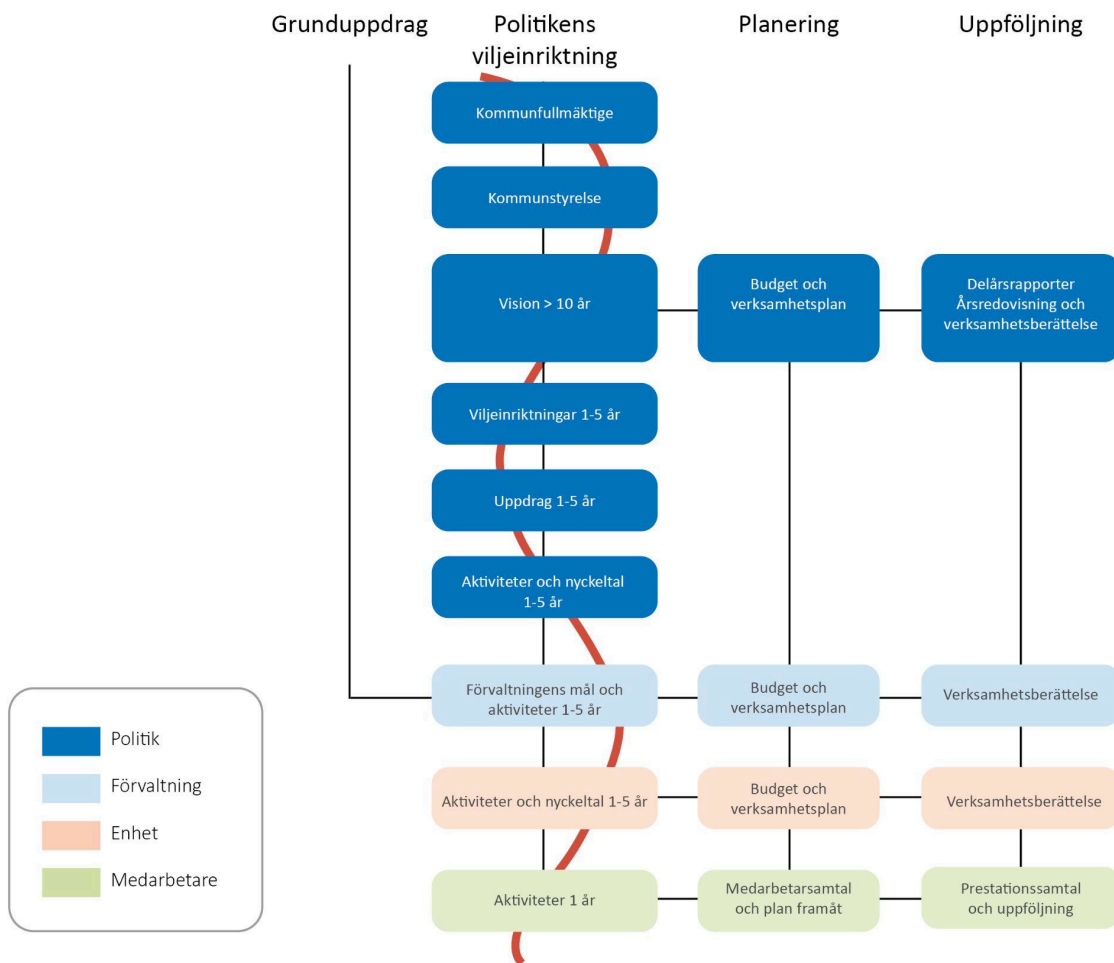 Grunduppdrag
Politikens
viljeinriktning
Planering
Uppföljning
Kommunfullmäktige
Kommunstyrelse
Vision > 10 år
Budget och
verksamhetsplan
Delårsrapporter
Årsredovisning och
verksamhetsberättelse
Viljeinriktningar 1-5 år
Uppdrag 1-5 år
Aktiviteter och nyckeltal
1-5 år
Förvaltningens mål och
aktiviteter 1-5 år
Budget och
verksamhetsplan
Verksamhetsberättelse
Aktiviteter och nyckeltal 1-5 år
Budget och
verksamhetsplan
Verksamhetsberättelse
Aktiviteter 1 år
Medarbetarsamtal
och plan framåt
Prestationssamtal
och uppföljning
Politik
Förvaltning
Enhet
Medarbetare